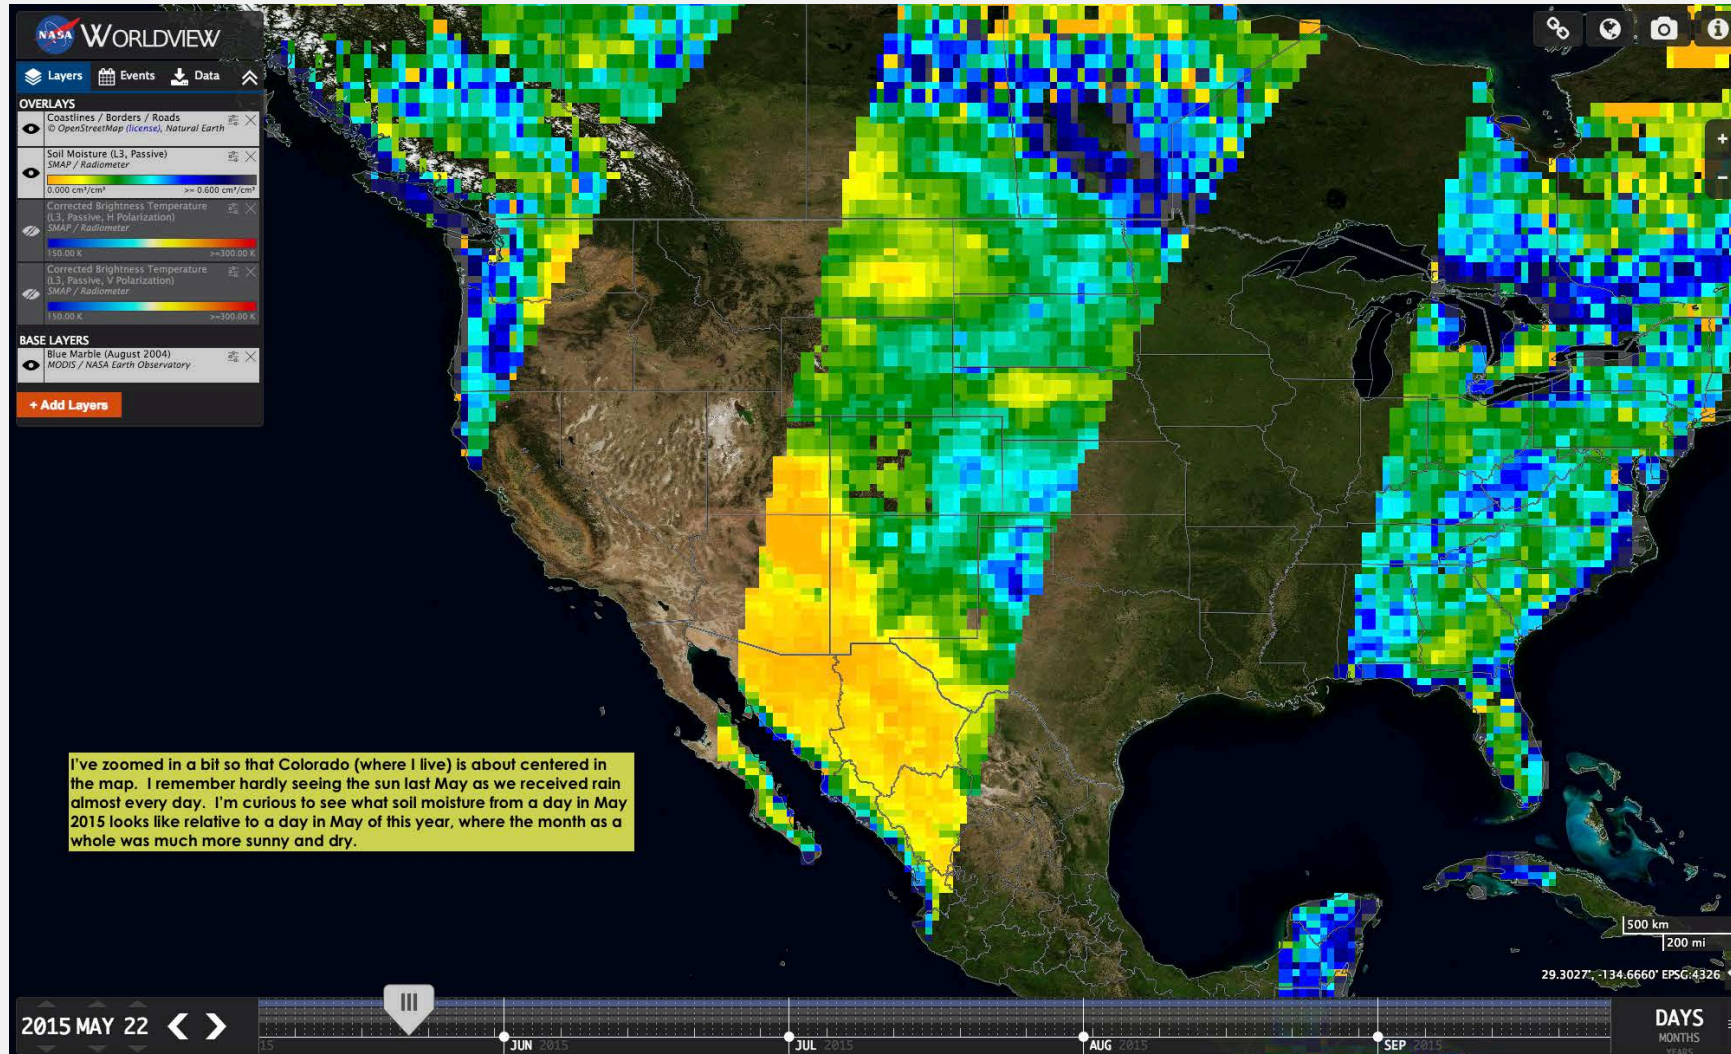 NASA WORLDVIEW
Layers Events Data
OVERLAYS
Coastlines / Borders / Roads
© OpenStreetMap (license), Natural Earth
Soil Moisture (L3, Passive)
SMAP / Radiometer
0.000 cm³/cm³ >= 0.600 cm³/cm³
Corrected Brightness Temperature
(L3, Passive, H Polarization)
SMAP / Radiometer
150.00 K >=300.00 K
Corrected Brightness Temperature
(L3, Passive, V Polarization)
SMAP / Radiometer
150.00 K >=300.00 K
BASE LAYERS
Blue Marble (August 2004)
MODIS / NASA Earth Observatory
+ Add Layers
I've zoomed in a bit so that Colorado (where I live) is about centered in
the map. I remember hardly seeing the sun last May as we received rain
almost every day. I'm curious to see what soil moisture from a day in May
2015 looks like relative to a day in May of this year, where the month as a
whole was much more sunny and dry.
500 km
200 mi
29.3027°, -134.6660° EPSG:4326
2015 MAY 22
15 JUN 2015 JUL 2015 AUG 2015 SEP 2015
DAYS
MONTHS
YEARS